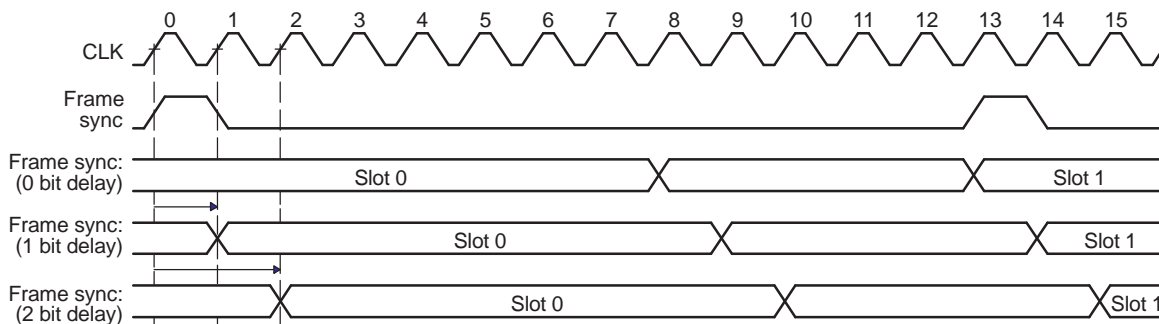 0 1 2 3 4 5 6 7 8 9 10 11 12 13 14 15
CLK
Frame
sync
Frame sync:
(0 bit delay)
Slot 0
Slot 1
Frame sync:
(1 bit delay)
Slot 0
Slot 1
Frame sync:
(2 bit delay)
Slot 0
Slot 1